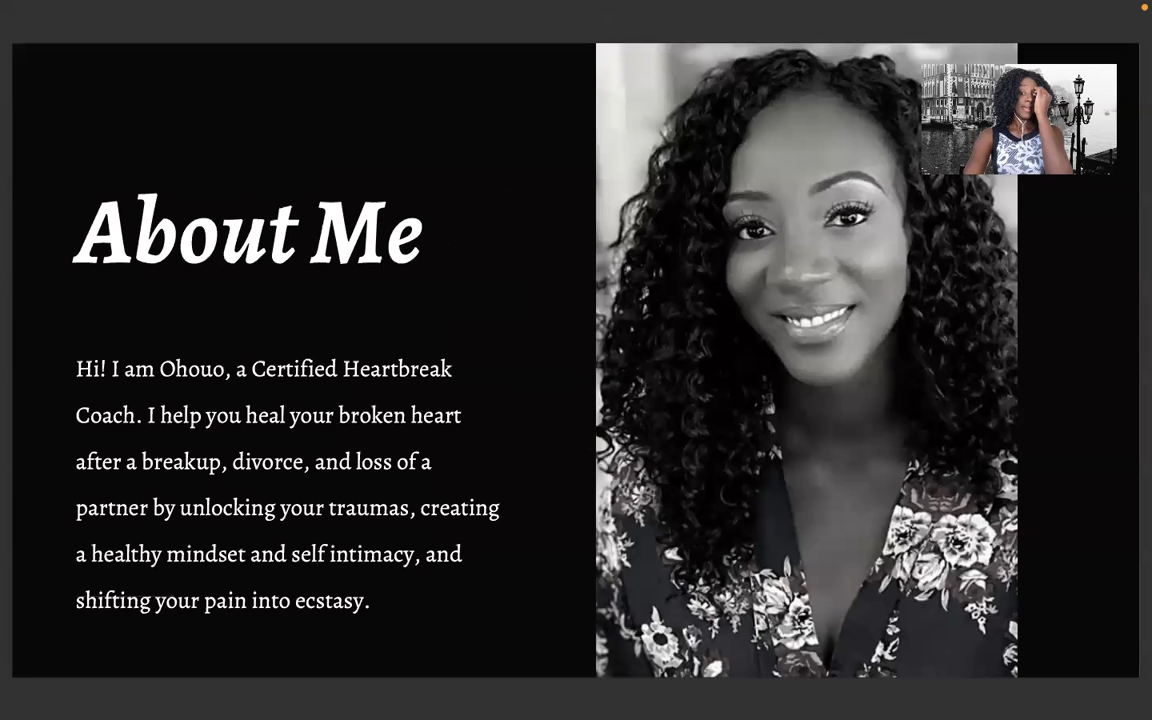 About Me
Hi! I am Ohouo, a Certified Heartbreak
Coach. I help you heal your broken heart
after a breakup, divorce, and loss of a
partner by unlocking your traumas, creating
a healthy mindset and self intimacy, and
shifting your pain into ecstasy.